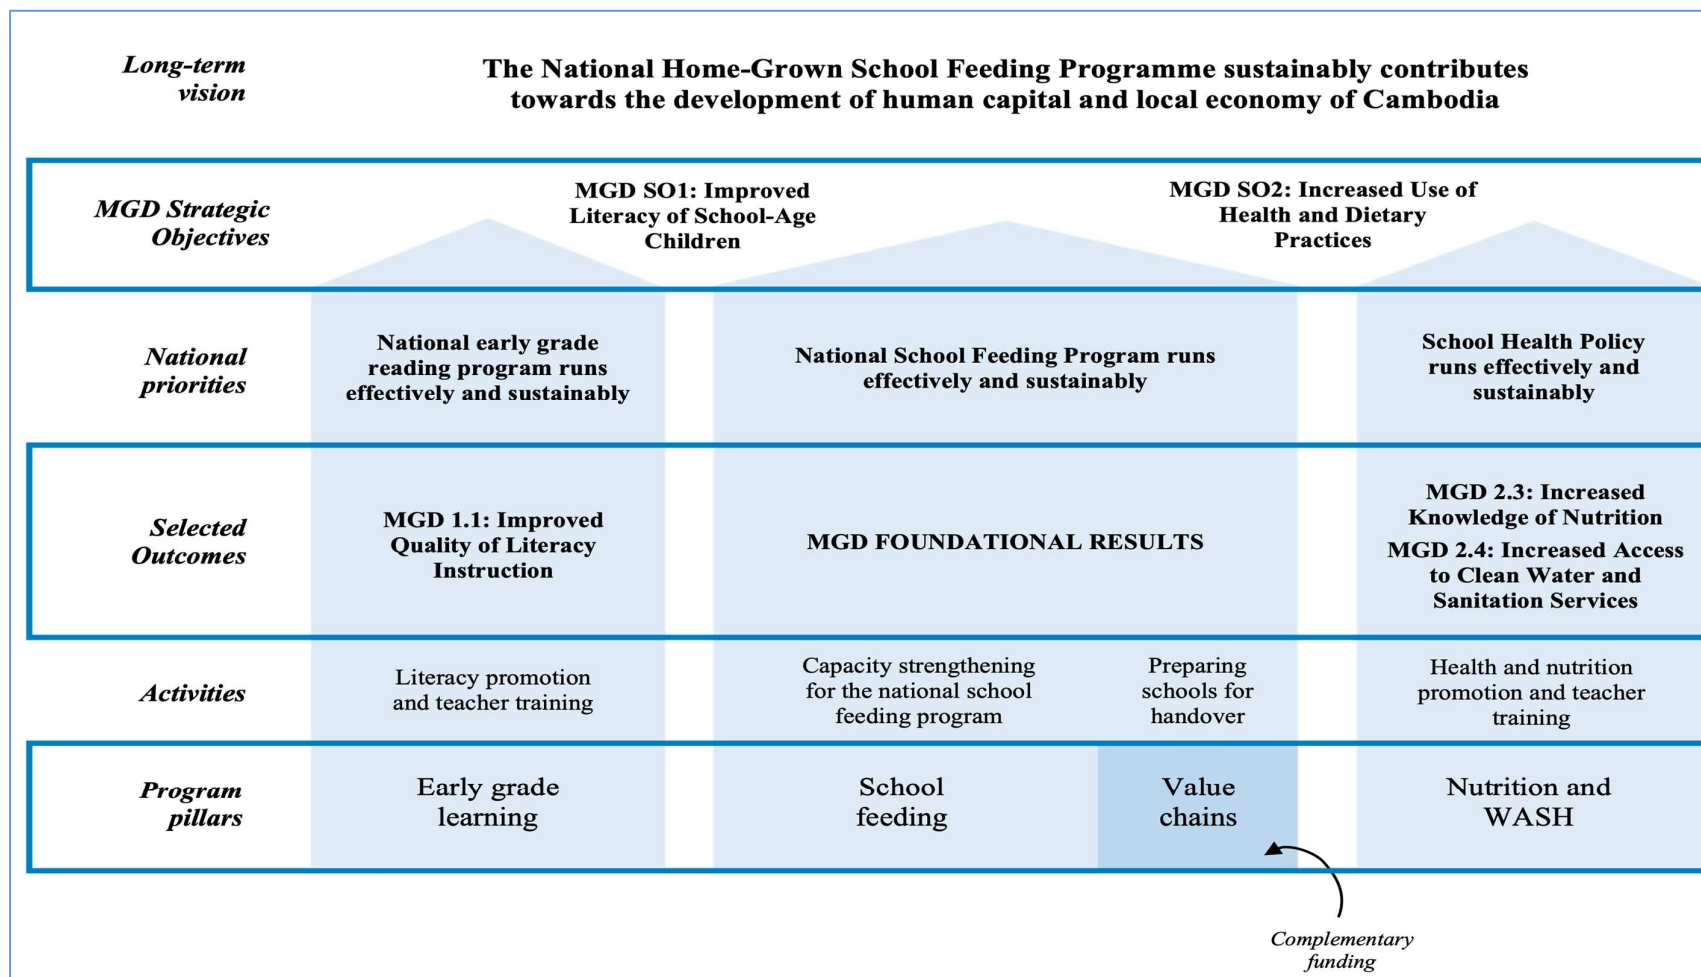 Long-term
vision
The National Home-Grown School Feeding Programme sustainably contributes
towards the development of human capital and local economy of Cambodia
MGD Strategic
Objectives
MGD SO1: Improved
Literacy of School-Age
Children
MGD SO2: Increased Use of
Health and Dietary
Practices
National
priorities
National early grade
reading program runs
effectively and sustainably
National School Feeding Program runs
effectively and sustainably
School Health Policy
runs effectively and
sustainably
Selected
Outcomes
MGD 1.1: Improved
Quality of Literacy
Instruction
MGD FOUNDATIONAL RESULTS
MGD 2.3: Increased
Knowledge of Nutrition
MGD 2.4: Increased Access
to Clean Water and
Sanitation Services
Activities
Literacy promotion
and teacher training
Capacity strengthening
for the national school
feeding program
Preparing
schools for
handover
Health and nutrition
promotion and teacher
training
Program
pillars
Early grade
learning
School
feeding
Value
chains
Nutrition and
WASH
Complementary
funding